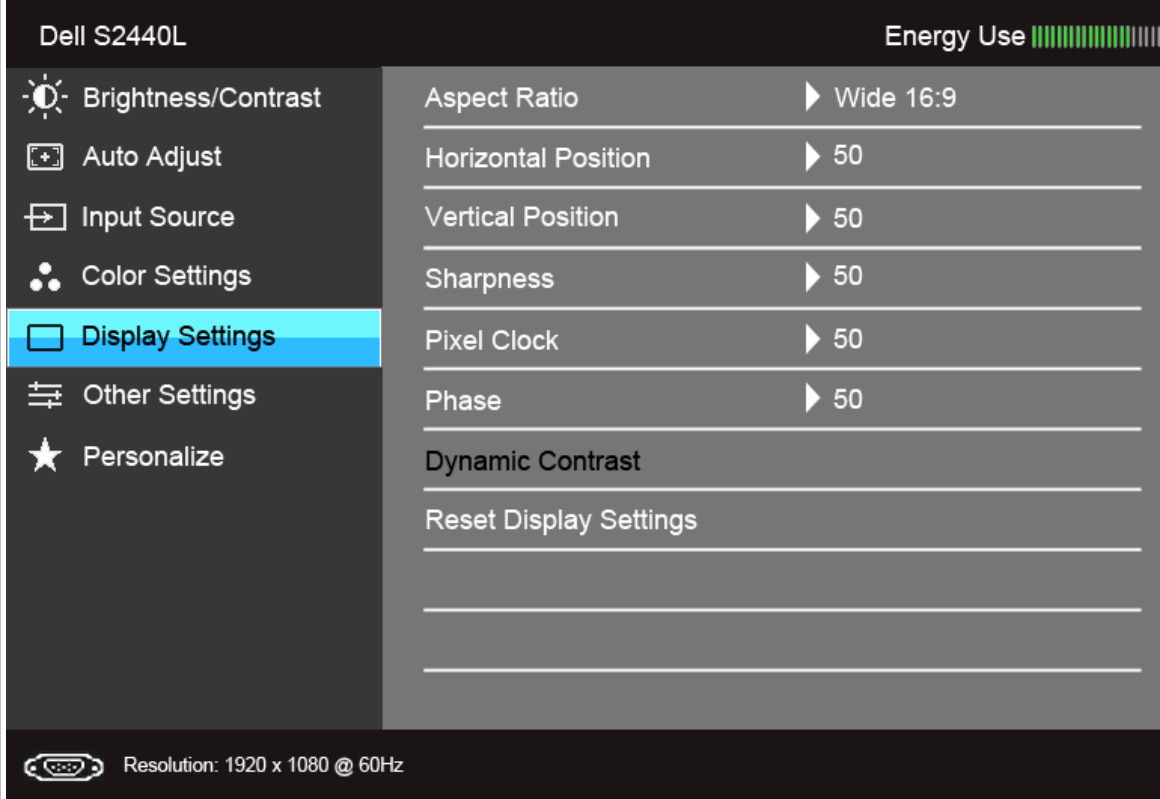 Dell S2440L
Energy Use
Brightness/Contrast
Auto Adjust
Input Source
Color Settings
Display Settings
Other Settings
Personalize
Aspect Ratio Wide 16:9
Horizontal Position 50
Vertical Position 50
Sharpness 50
Pixel Clock 50
Phase 50
Dynamic Contrast
Reset Display Settings
Resolution: 1920 x 1080 @ 60Hz